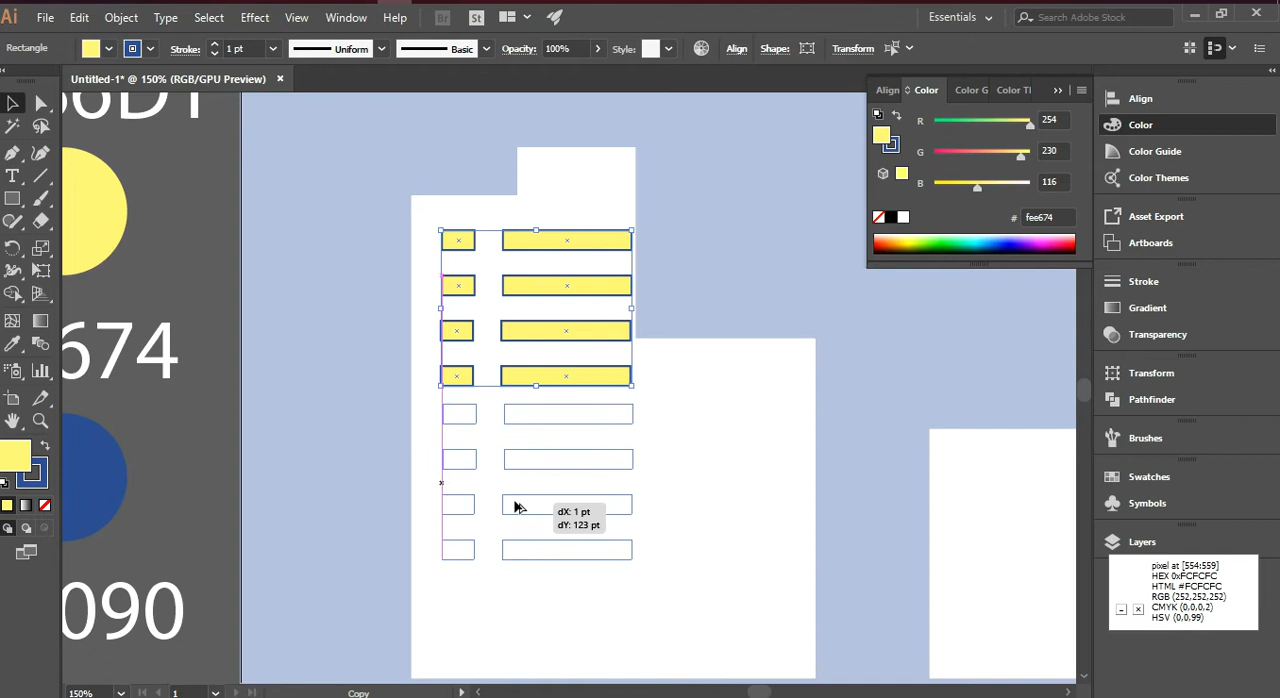 Ai File Edit Object Type Select Effect View Window Help Br St Essentials Search Adobe Stock
Rectangle Stroke: 1 pt Uniform Basic Opacity: 100% Style: Align Shape: Transform
Untitled-1* @ 150% (RGB/GPU Preview) ×
Align Color Color G Color Tl
R 254
G 230
B 116
# fee674
Align
Color
Color Guide
Color Themes
Asset Export
Artboards
Stroke
Gradient
Transparency
Transform
Pathfinder
Brushes
Swatches
Symbols
Layers
pixel at [554:559]
HEX 0xFCFCFC
HTML #FCFCFC
RGB (252,252,252)
CMYK (0,0,0,2)
HSV (0,0,99)
674
090
dX: 1 pt
dY: 123 pt
150% 1 Copy